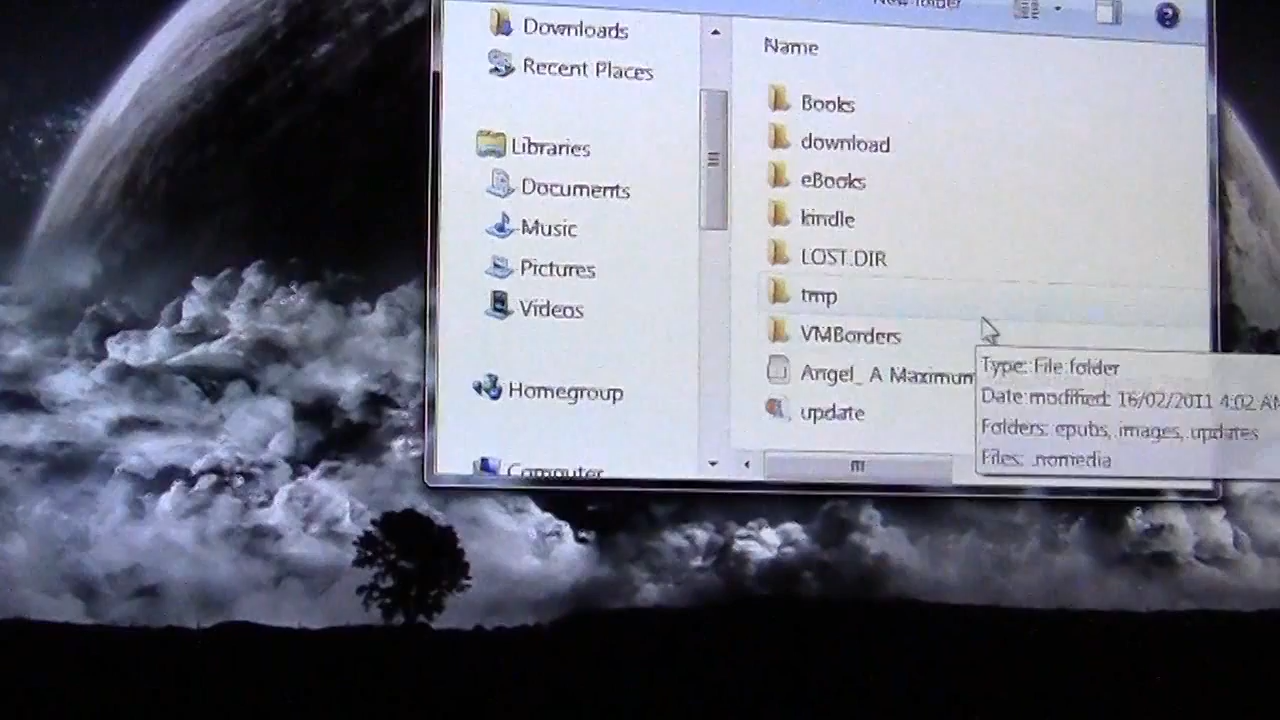 New folder
Downloads
Recent Places
Libraries
Documents
Music
Pictures
Videos
Homegroup
Computer
Name
Books
download
eBooks
kindle
LOST.DIR
tmp
VMBorders
Angel_ A Maximum
update
Type: File folder
Date modified: 16/02/2011 4:02 AM
Folders: epubs, images, updates
Files: .nomedia